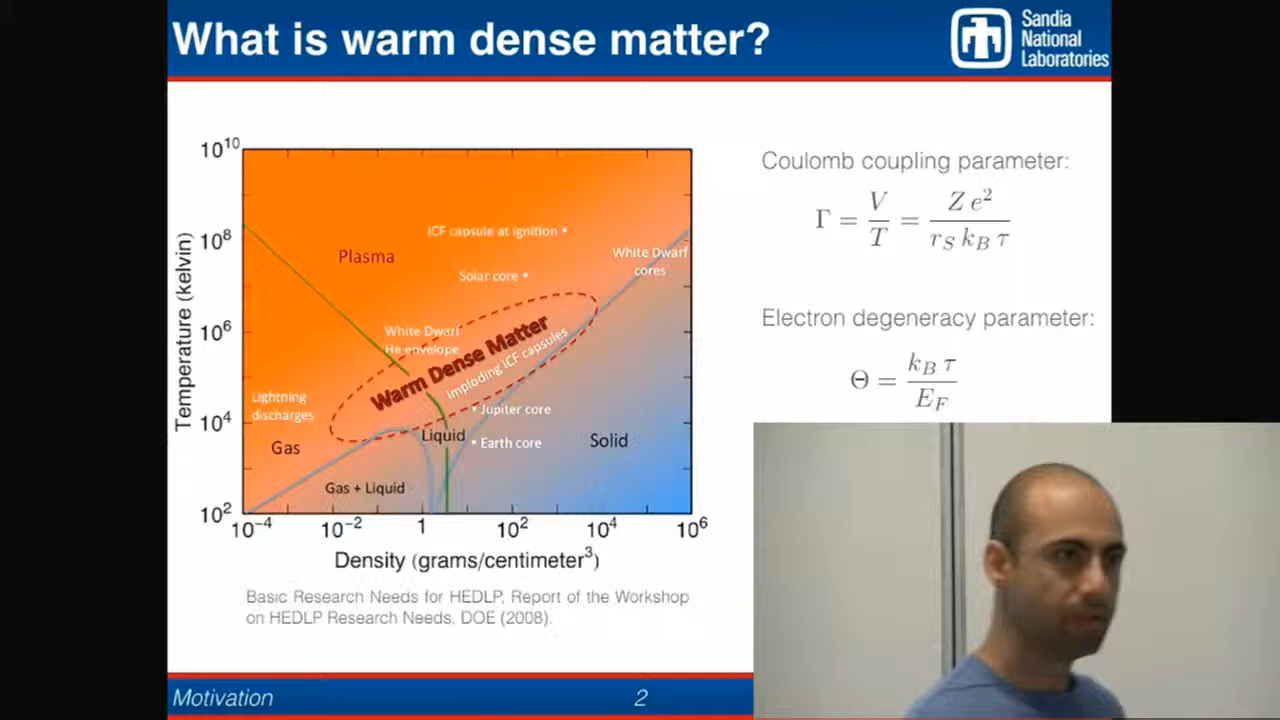 What is warm dense matter?
Sandia
National
Laboratories
10^10
10^8
10^6
10^4
10^2
Temperature (kelvin)
Plasma
ICF capsule at ignition •
Solar core •
White Dwarf
cores
White Dwarf
He envelope
Warm Dense Matter
Imploding ICF capsules
Lightning
discharges
• Jupiter core
Gas
Liquid
• Earth core
Solid
Gas + Liquid
10^-4
10^-2
1
10^2
10^4
10^6
Density (grams/centimeter^3)
Basic Research Needs for HEDLP, Report of the Workshop
on HEDLP Research Needs, DOE (2008).
Coulomb coupling parameter:
Γ = V/T = Z e^2 / r_S k_B τ
Electron degeneracy parameter:
Θ = k_B τ / E_F
Motivation
2